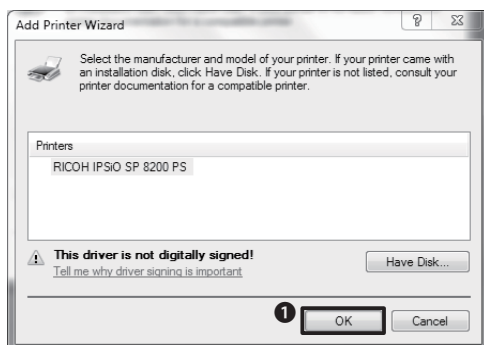 Add Printer Wizard
Select the manufacturer and model of your printer. If your printer came with
an installation disk, click Have Disk. If your printer is not listed, consult your
printer documentation for a compatible printer.
Printers
RICOH IPSiO SP 8200 PS
This driver is not digitally signed!
Tell me why driver signing is important
Have Disk...
❶
OK
Cancel